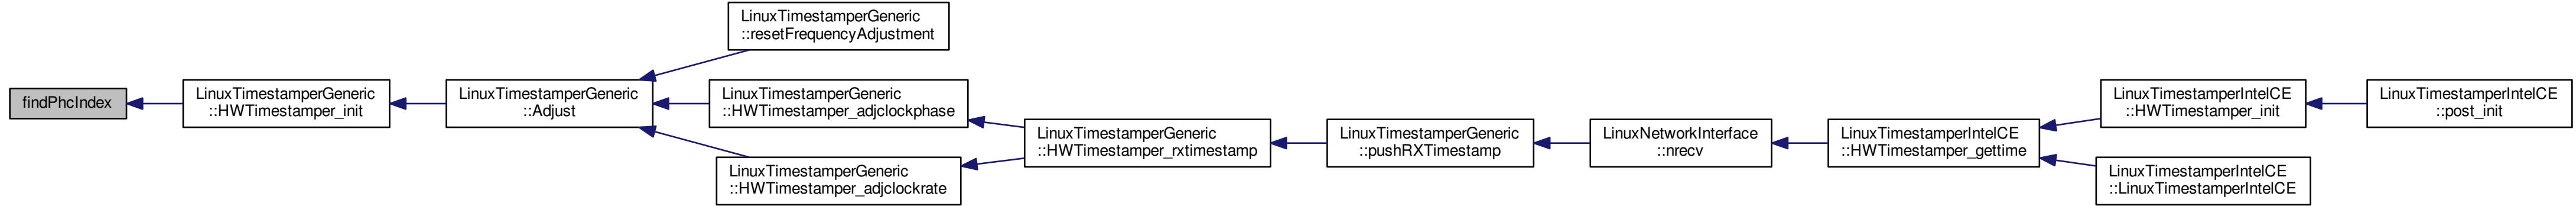 findPhcIndex
LinuxTimestamperGeneric
::HWTimestamper_init
LinuxTimestamperGeneric
::Adjust
LinuxTimestamperGeneric
::resetFrequencyAdjustment
LinuxTimestamperGeneric
::HWTimestamper_adjclockphase
LinuxTimestamperGeneric
::HWTimestamper_adjclockrate
LinuxTimestamperGeneric
::HWTimestamper_rxtimestamp
LinuxTimestamperGeneric
::pushRXTimestamp
LinuxNetworkInterface
::nrecv
LinuxTimestamperIntelCE
::HWTimestamper_gettime
LinuxTimestamperIntelCE
::HWTimestamper_init
LinuxTimestamperIntelCE
::LinuxTimestamperIntelCE
LinuxTimestamperIntelCE
::post_init